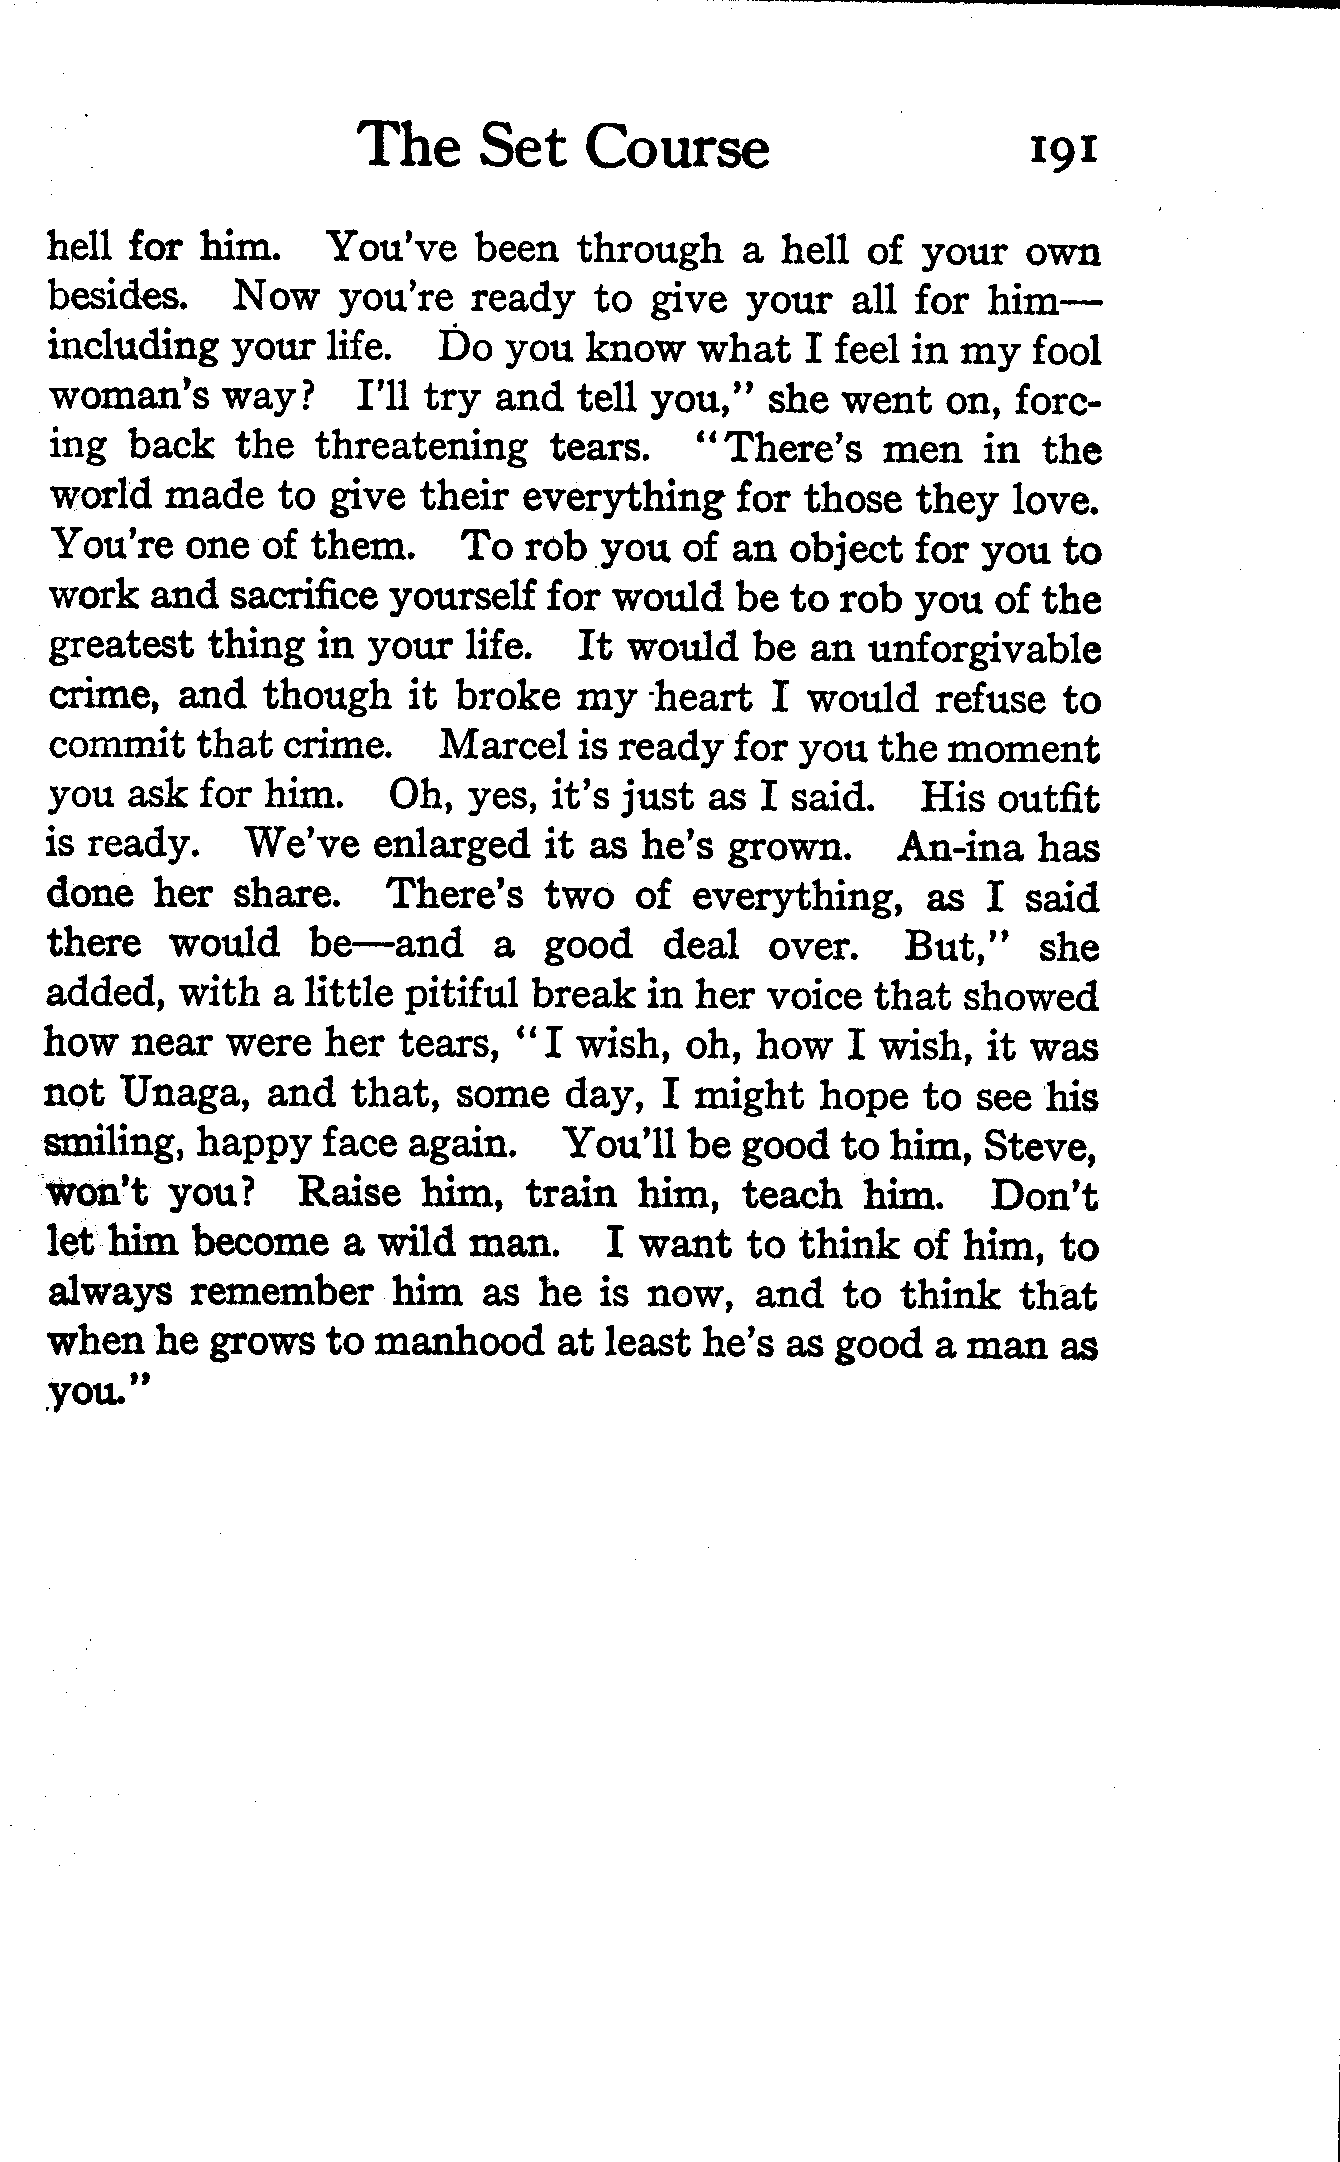 The Set Course 191
hell for him. You've been through a hell of your own
besides. Now you're ready to give your all for him—
including your life. Do you know what I feel in my fool
woman's way? I'll try and tell you," she went on, forc-
ing back the threatening tears. "There's men in the
world made to give their everything for those they love.
You're one of them. To rob you of an object for you to
work and sacrifice yourself for would be to rob you of the
greatest thing in your life. It would be an unforgivable
crime, and though it broke my heart I would refuse to
commit that crime. Marcel is ready for you the moment
you ask for him. Oh, yes, it's just as I said. His outfit
is ready. We've enlarged it as he's grown. An-ina has
done her share. There's two of everything, as I said
there would be—and a good deal over. But," she
added, with a little pitiful break in her voice that showed
how near were her tears, "I wish, oh, how I wish, it was
not Unaga, and that, some day, I might hope to see his
smiling, happy face again. You'll be good to him, Steve,
won't you? Raise him, train him, teach him. Don't
let him become a wild man. I want to think of him, to
always remember him as he is now, and to think that
when he grows to manhood at least he's as good a man as
you."